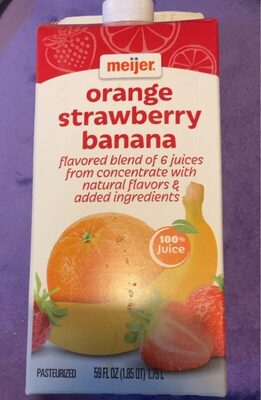 meijer
orange
strawberry
banana
flavored blend of 6 juices
from concentrate with
natural flavors &
added ingredients
100%
juice
PASTEURIZED
59 FL OZ (1.85 QT) 1.75 L